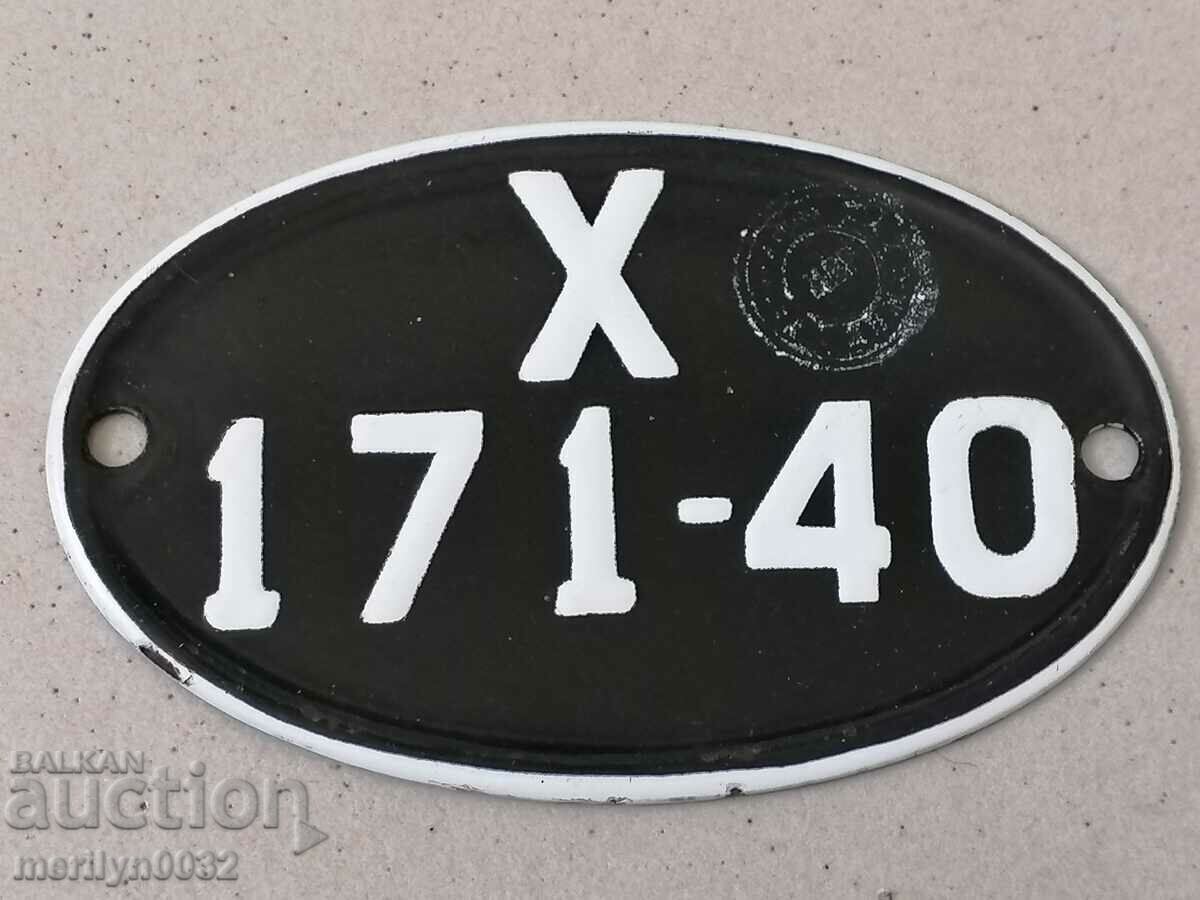 X
171-40
BALKAN
auction
merilyn0032